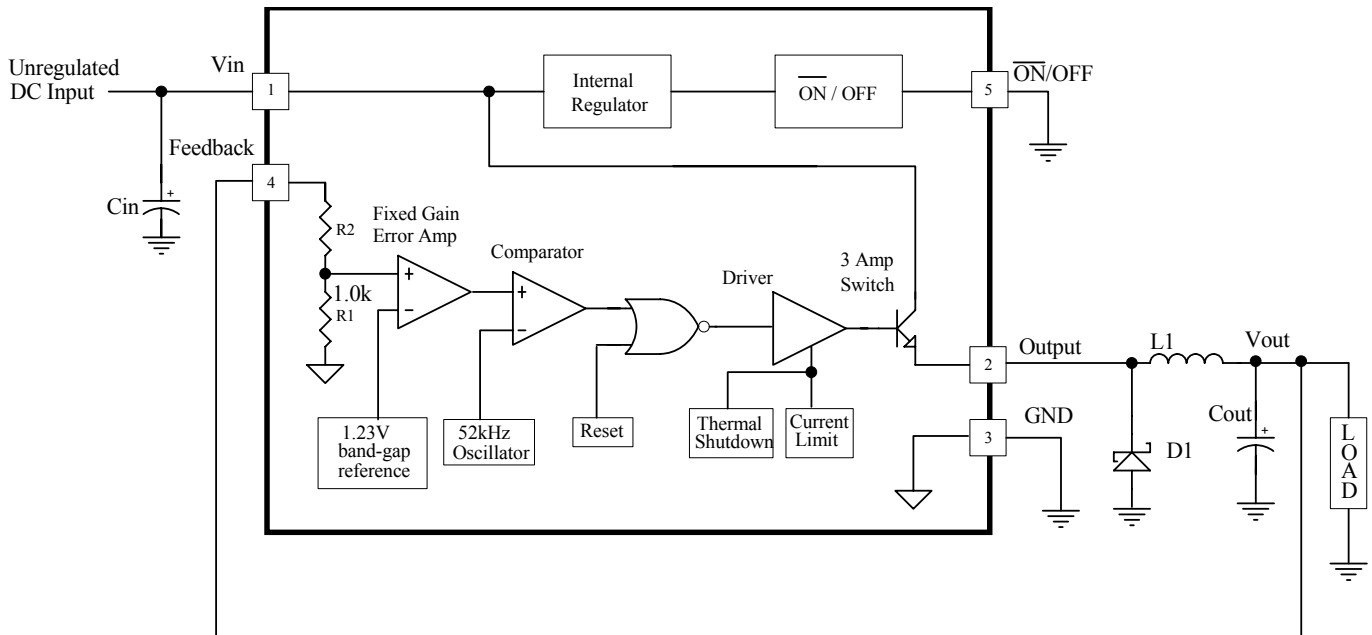 Unregulated
DC Input
Vin
1
Internal
Regulator
ON / OFF
5
ON/OFF
Feedback
4
Cin
+
R2
1.0k
R1
Fixed Gain
Error Amp
+
−
Comparator
+
−
Driver
3 Amp
Switch
2
Output
L1
Vout
1.23V
band-gap
reference
52kHz
Oscillator
Reset
Thermal
Shutdown
Current
Limit
3
GND
D1
Cout
+
LOAD